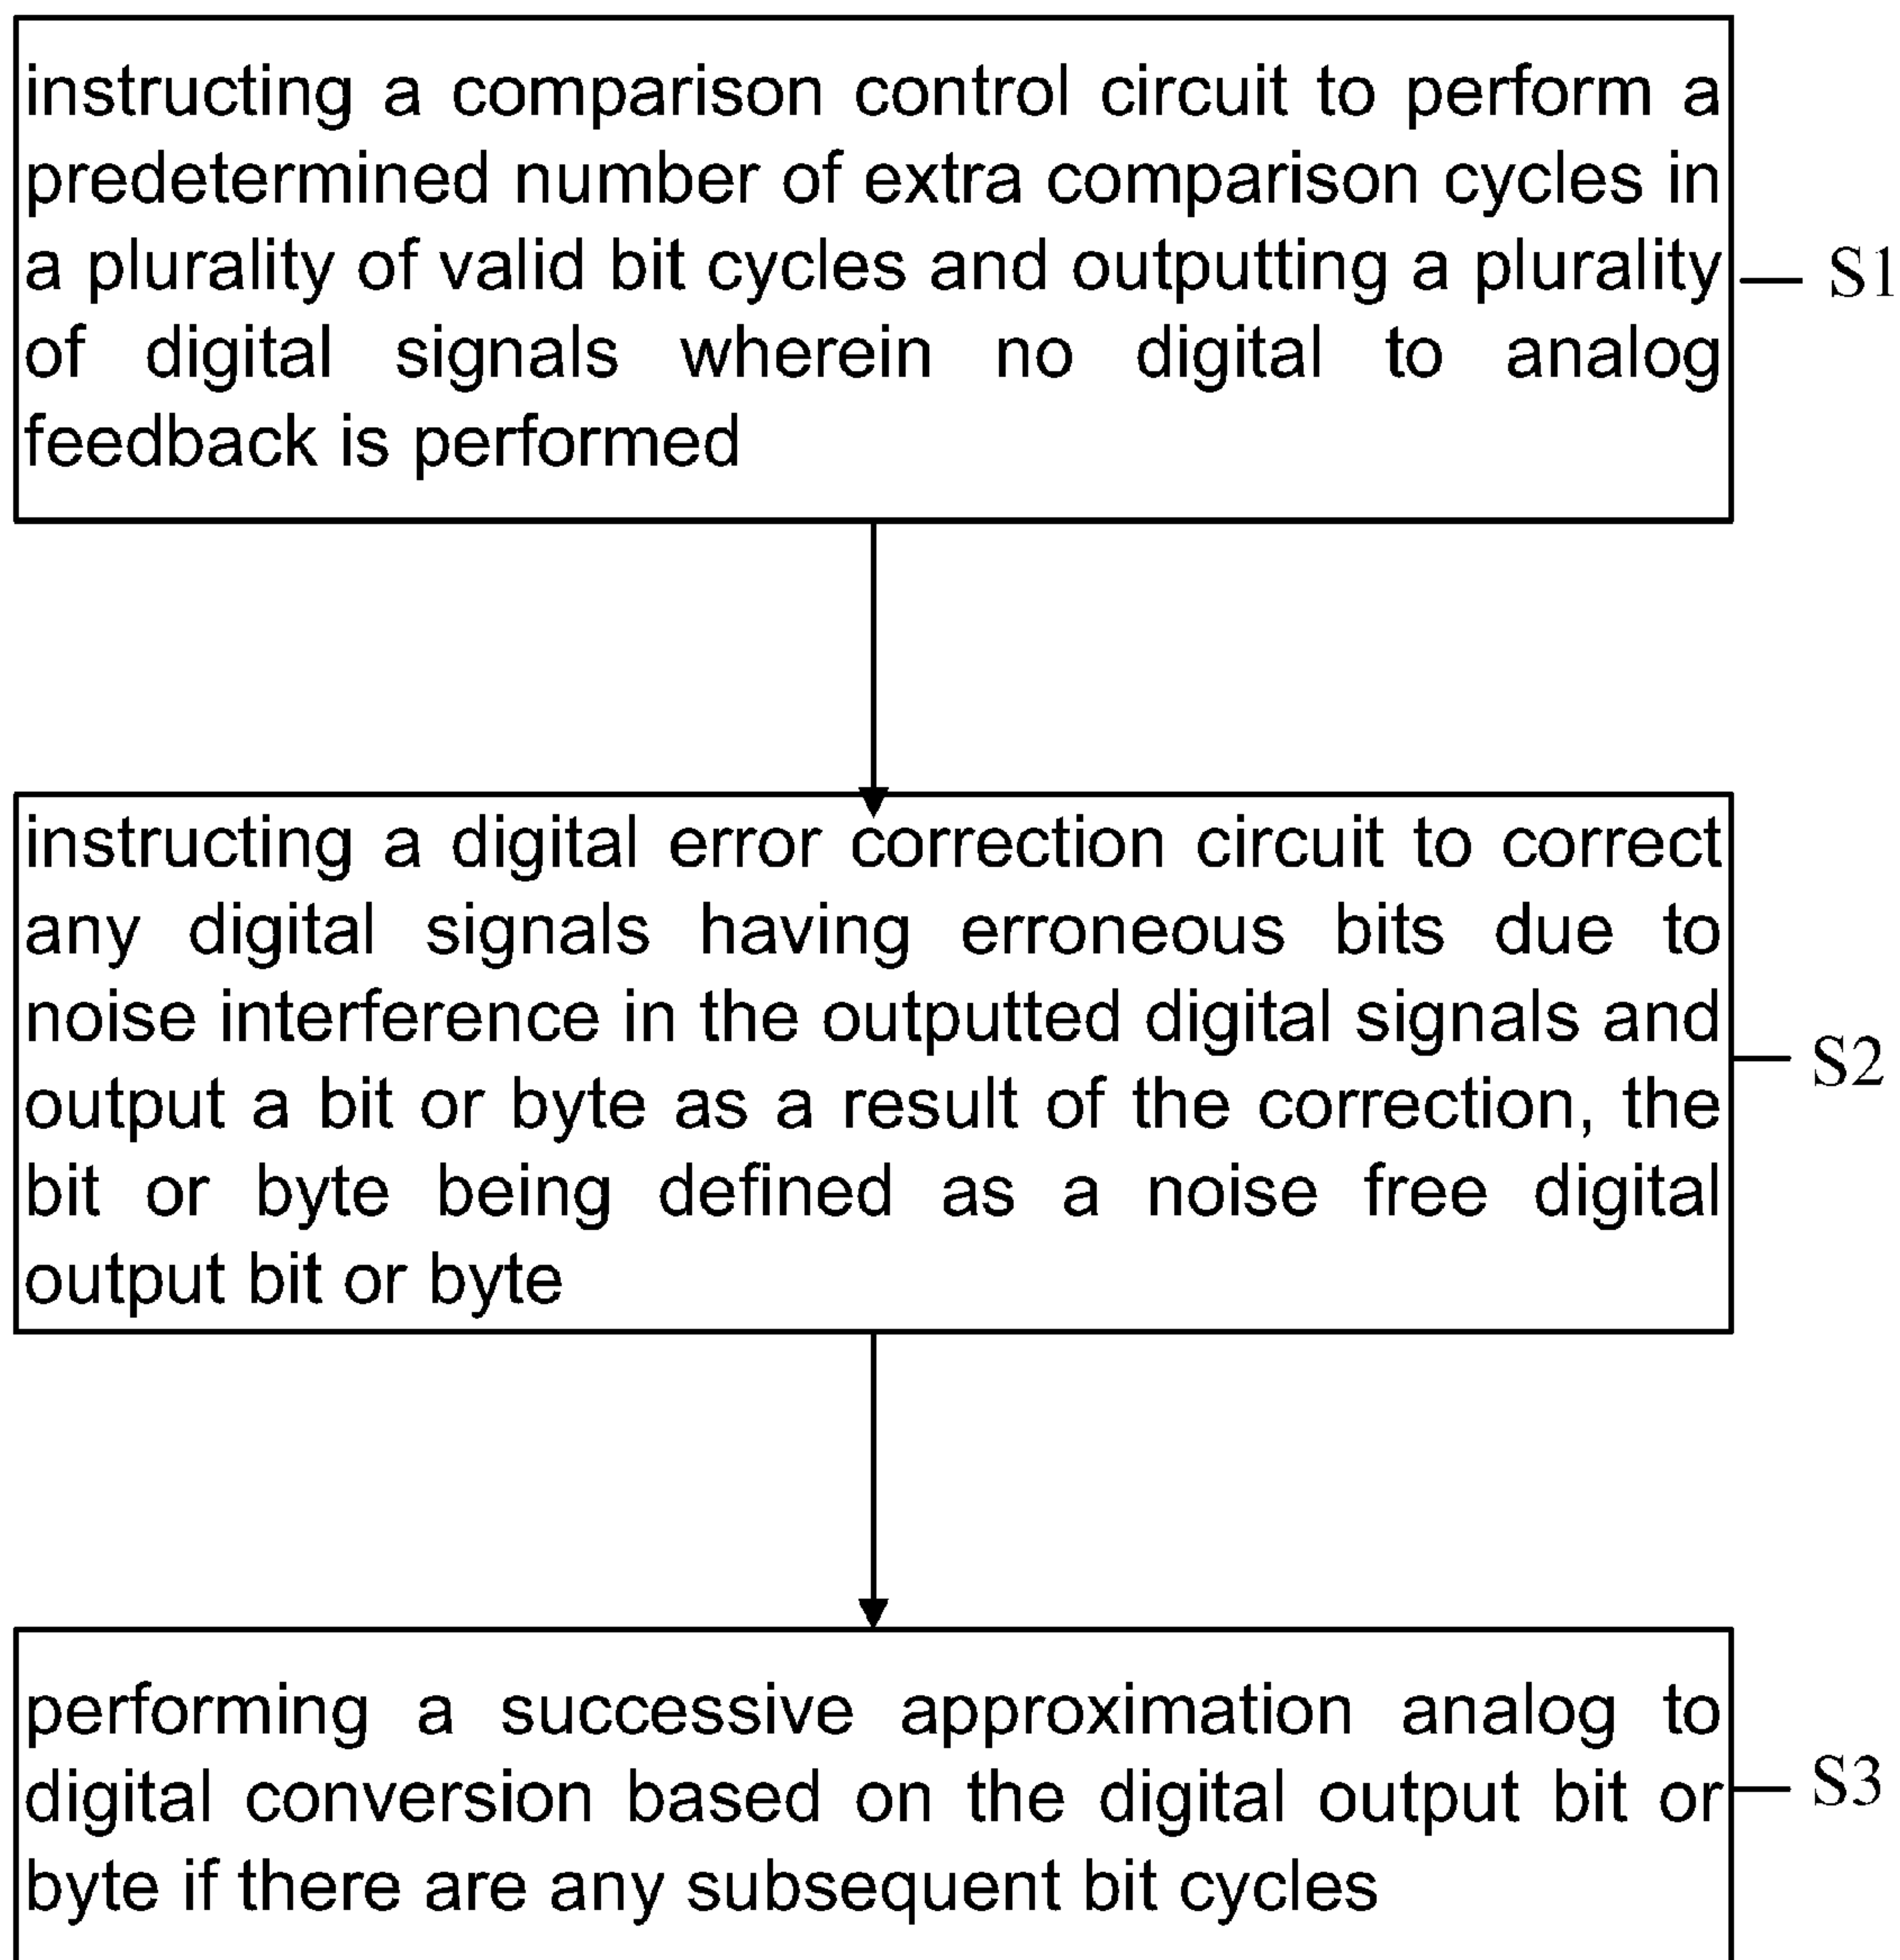 instructing a comparison control circuit to perform a
predetermined number of extra comparison cycles in
a plurality of valid bit cycles and outputting a plurality
of digital signals wherein no digital to analog
feedback is performed
S1
instructing a digital error correction circuit to correct
any digital signals having erroneous bits due to
noise interference in the outputted digital signals and
output a bit or byte as a result of the correction, the
bit or byte being defined as a noise free digital
output bit or byte
S2
performing a successive approximation analog to
digital conversion based on the digital output bit or
byte if there are any subsequent bit cycles
S3